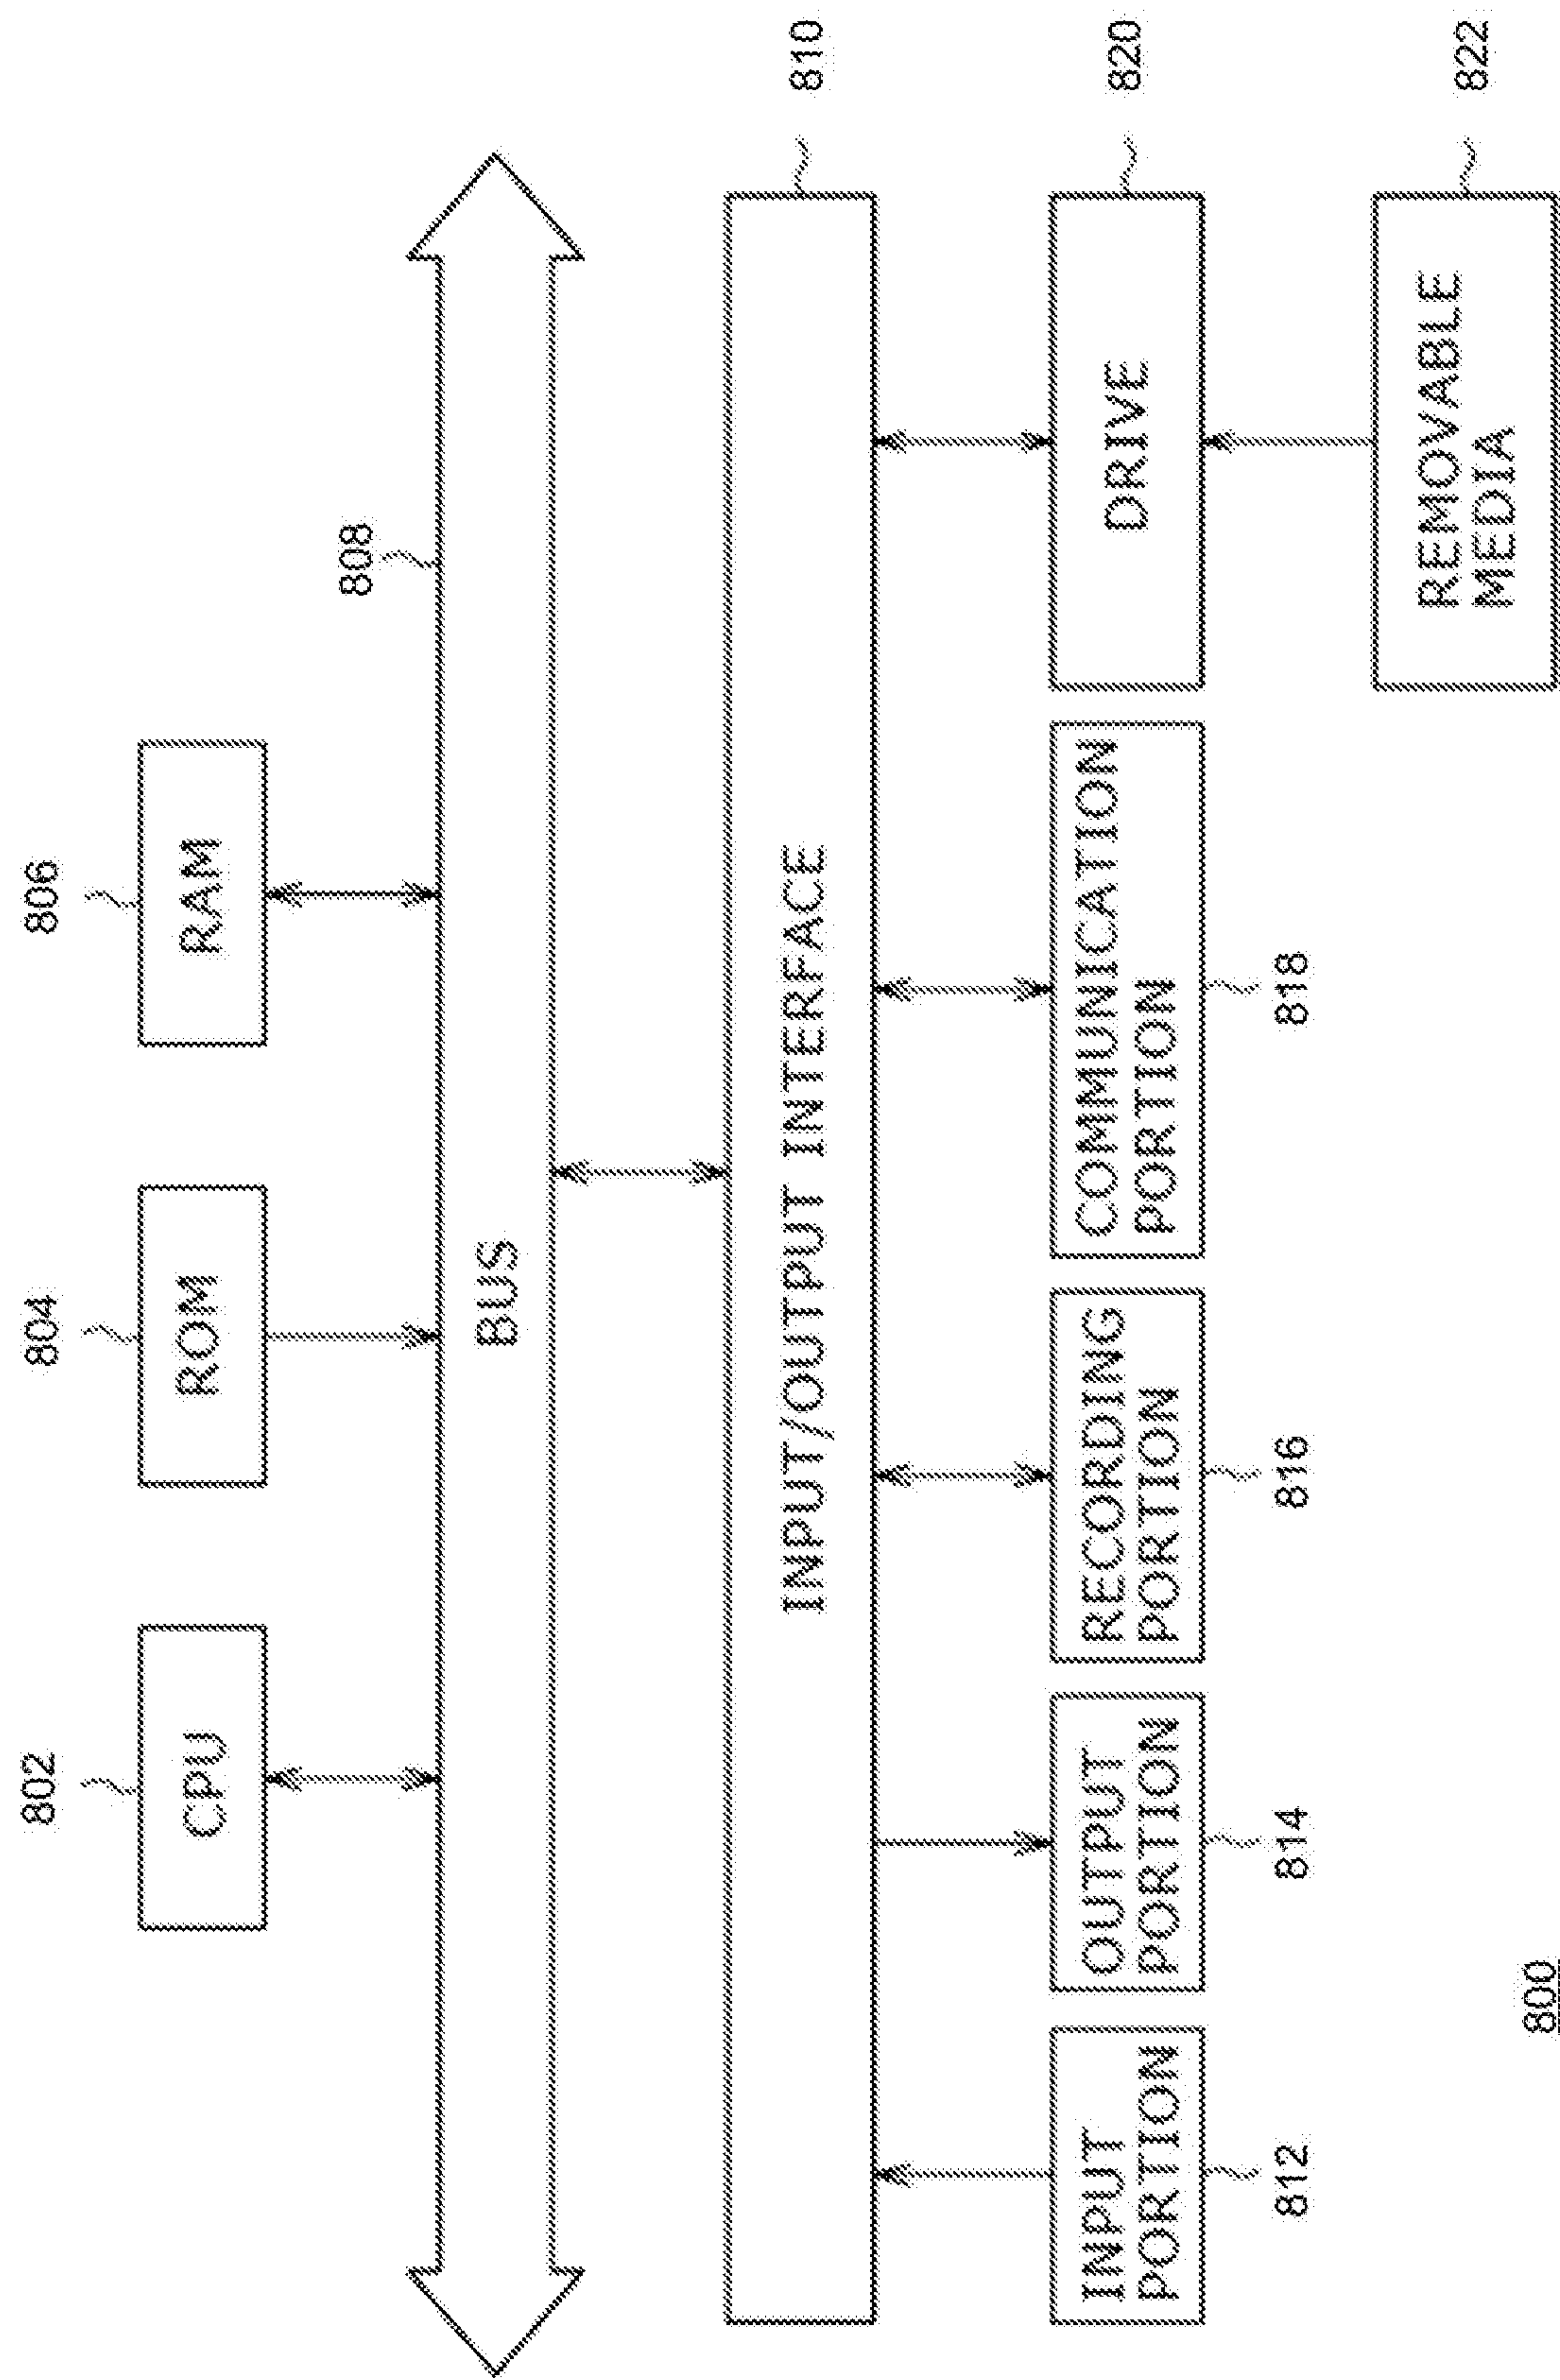 802
804
806
CPU
ROM
RAM
808
BUS
INPUT/OUTPUT INTERFACE
810
INPUT
PORTION
OUTPUT
PORTION
RECORDING
PORTION
COMMUNICATION
PORTION
DRIVE
820
812
814
816
818
REMOVABLE
MEDIA
822
800